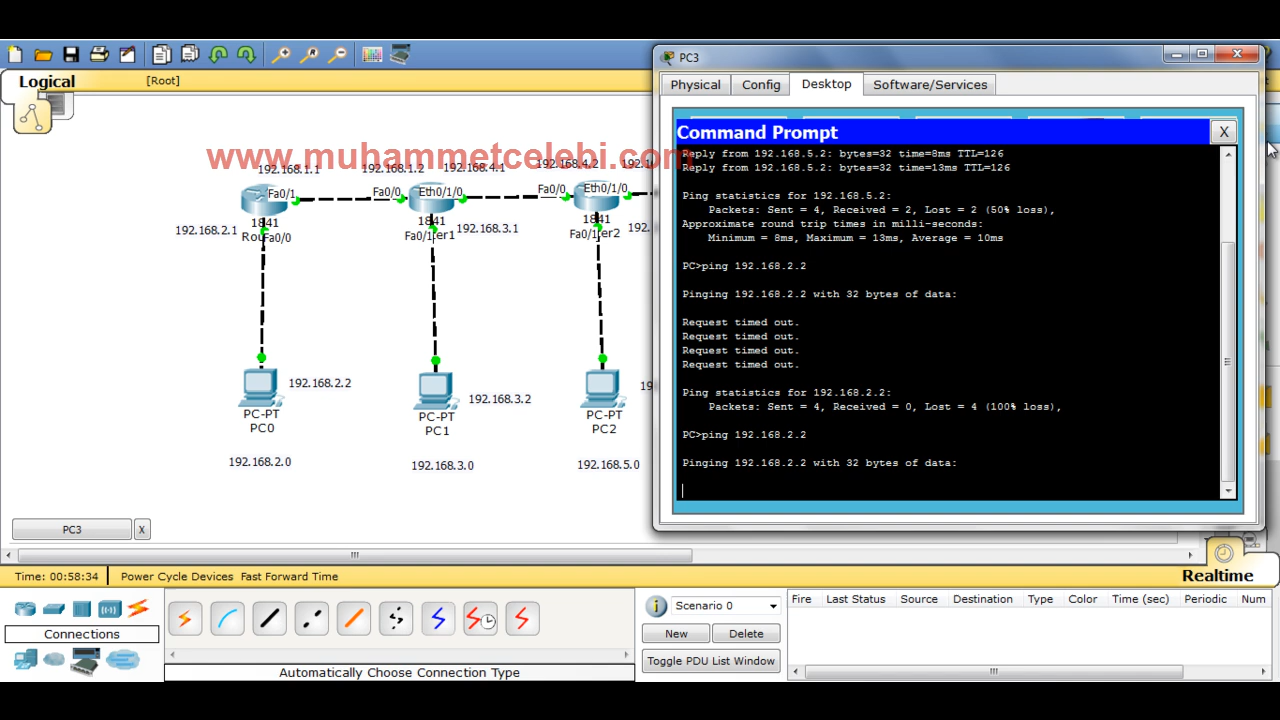 PC3
Logical
[Root]
Physical
Config
Desktop
Software/Services
Command Prompt
X
www.muhammetcelebi.com
192.168.1.1
192.168.1.2
192.168.4.1
192.168.4.2
Fa0/1
Fa0/0
Eth0/1/0
Fa0/0
Eth0/1/0
1841
1841
1841
192.168.2.1
Fa0/0
Fa0/1
192.168.3.1
Fa0/1
192.168.2.2
192.168.3.2
PC-PT
PC0
PC-PT
PC1
PC-PT
PC2
192.168.2.0
192.168.3.0
192.168.5.0
Reply from 192.168.5.2: bytes=32 time=8ms TTL=126
Reply from 192.168.5.2: bytes=32 time=13ms TTL=126
Ping statistics for 192.168.5.2:
Packets: Sent = 4, Received = 2, Lost = 2 (50% loss),
Approximate round trip times in milli-seconds:
Minimum = 8ms, Maximum = 13ms, Average = 10ms
PC>ping 192.168.2.2
Pinging 192.168.2.2 with 32 bytes of data:
Request timed out.
Request timed out.
Request timed out.
Request timed out.
Ping statistics for 192.168.2.2:
Packets: Sent = 4, Received = 0, Lost = 4 (100% loss),
PC>ping 192.168.2.2
Pinging 192.168.2.2 with 32 bytes of data:
PC3
X
Time: 00:58:34
Power Cycle Devices Fast Forward Time
Realtime
Connections
Automatically Choose Connection Type
Scenario 0
New
Delete
Toggle PDU List Window
Fire
Last Status
Source
Destination
Type
Color
Time (sec)
Periodic
Num